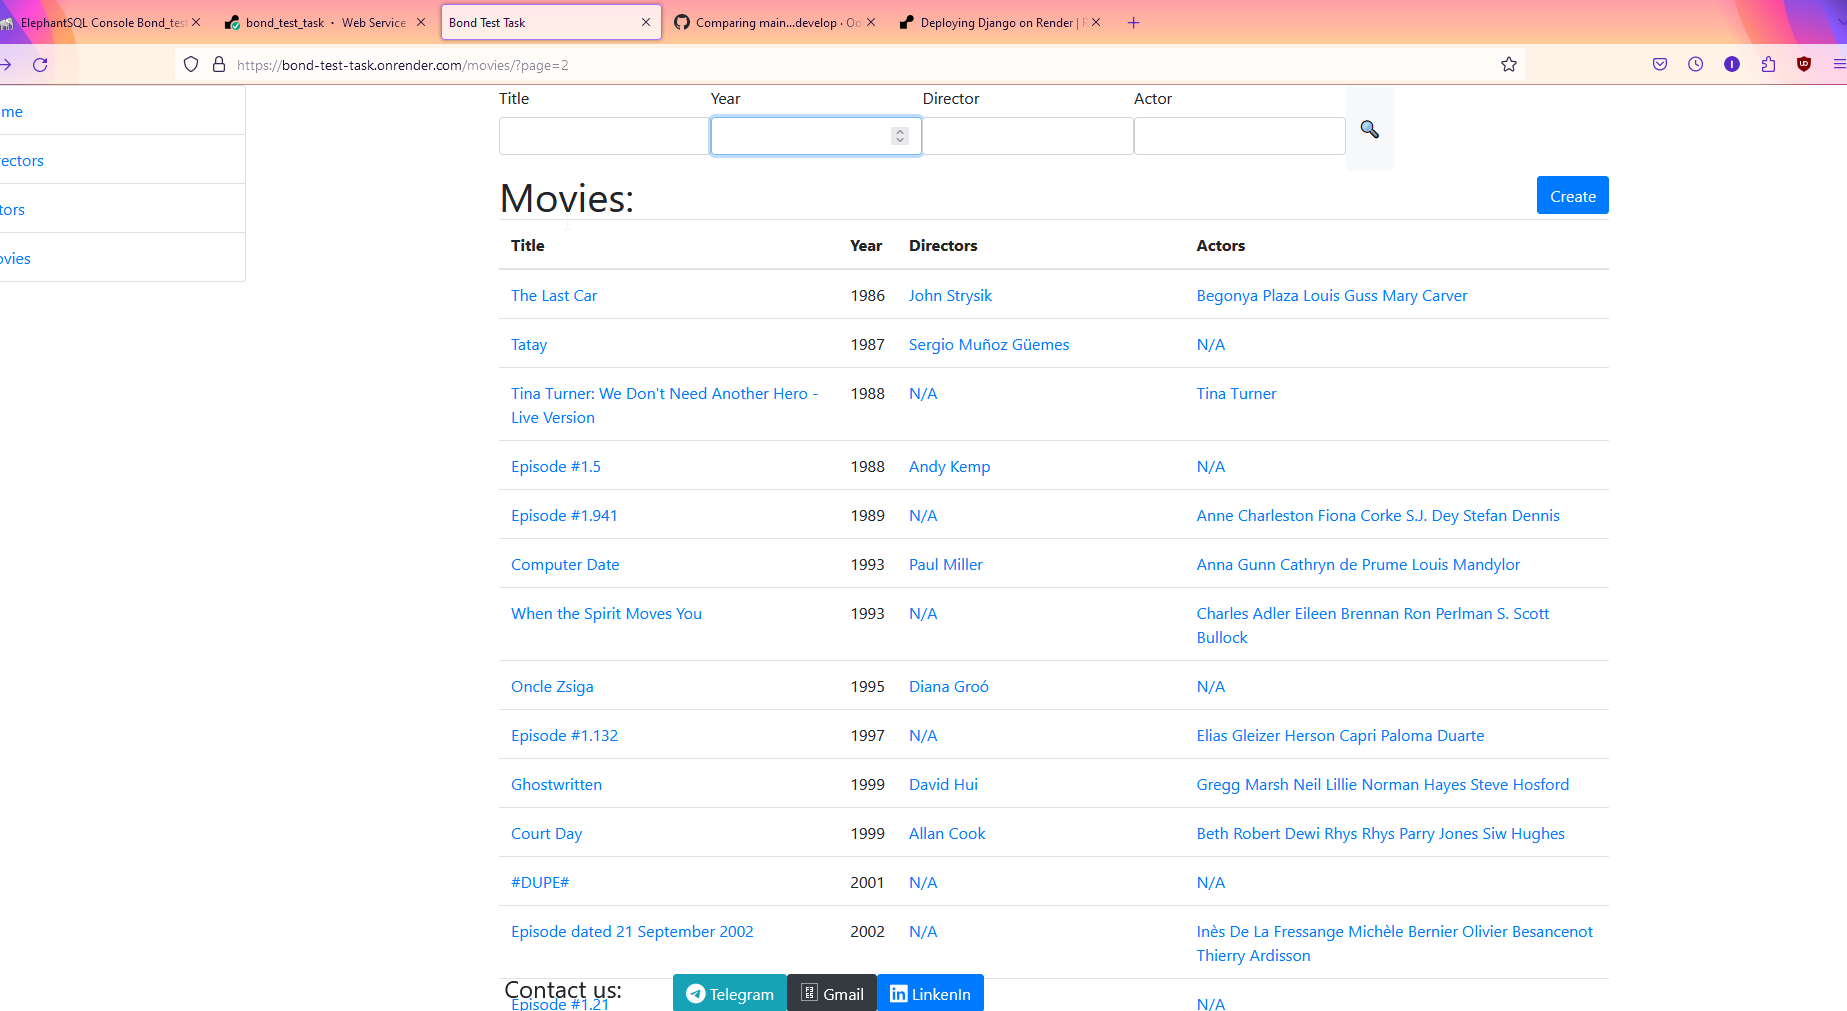 ElephantSQL Console Bond_test
bond_test_task · Web Service
Bond Test Task
Comparing main...develop · Oo
Deploying Django on Render | R
https://bond-test-task.onrender.com/movies/?page=2
me
ectors
tors
ovies
Title Year Director Actor
Movies:
Create
Title Year Directors Actors
The Last Car 1986 John Strysik Begonya Plaza Louis Guss Mary Carver
Tatay 1987 Sergio Muñoz Güemes N/A
Tina Turner: We Don't Need Another Hero - 1988 N/A Tina Turner
Live Version
Episode #1.5 1988 Andy Kemp N/A
Episode #1.941 1989 N/A Anne Charleston Fiona Corke S.J. Dey Stefan Dennis
Computer Date 1993 Paul Miller Anna Gunn Cathryn de Prume Louis Mandylor
When the Spirit Moves You 1993 N/A Charles Adler Eileen Brennan Ron Perlman S. Scott
Bullock
Oncle Zsiga 1995 Diana Groó N/A
Episode #1.132 1997 N/A Elias Gleizer Herson Capri Paloma Duarte
Ghostwritten 1999 David Hui Gregg Marsh Neil Lillie Norman Hayes Steve Hosford
Court Day 1999 Allan Cook Beth Robert Dewi Rhys Rhys Parry Jones Siw Hughes
#DUPE# 2001 N/A N/A
Episode dated 21 September 2002 2002 N/A Inès De La Fressange Michèle Bernier Olivier Besancenot
Thierry Ardisson
Contact us: Telegram Gmail LinkenIn
Episode #1.21 N/A